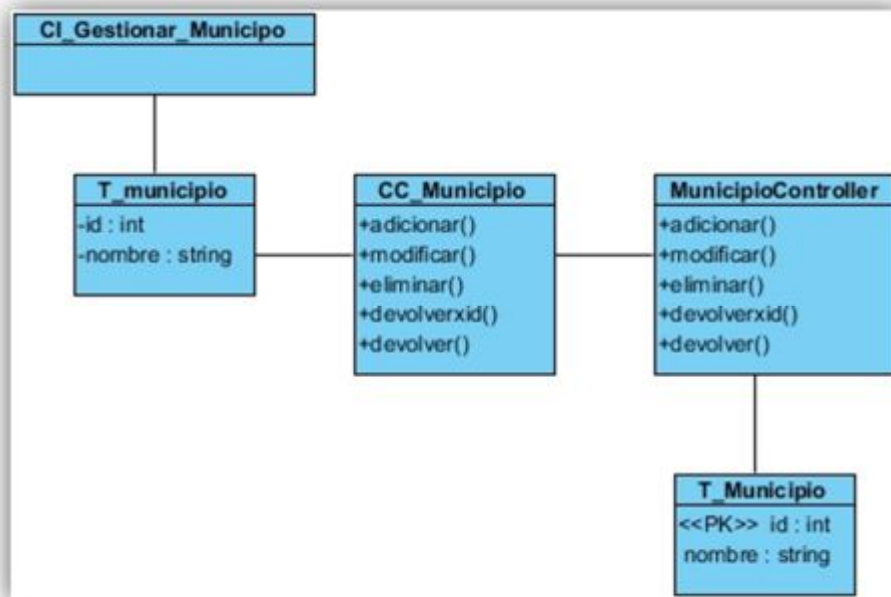 CI_Gestionar_Municipo
T_municipio
-id : int
-nombre : string
CC_Municipio
+adicionar()
+modificar()
+eliminar()
+devolverxid()
+devolver()
MunicipioController
+adicionar()
+modificar()
+eliminar()
+devolverxid()
+devolver()
T_Municipio
<<PK>> id : int
nombre : string